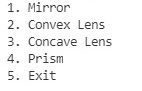 1. Mirror
2. Convex Lens
3. Concave Lens
4. Prism
5. Exit